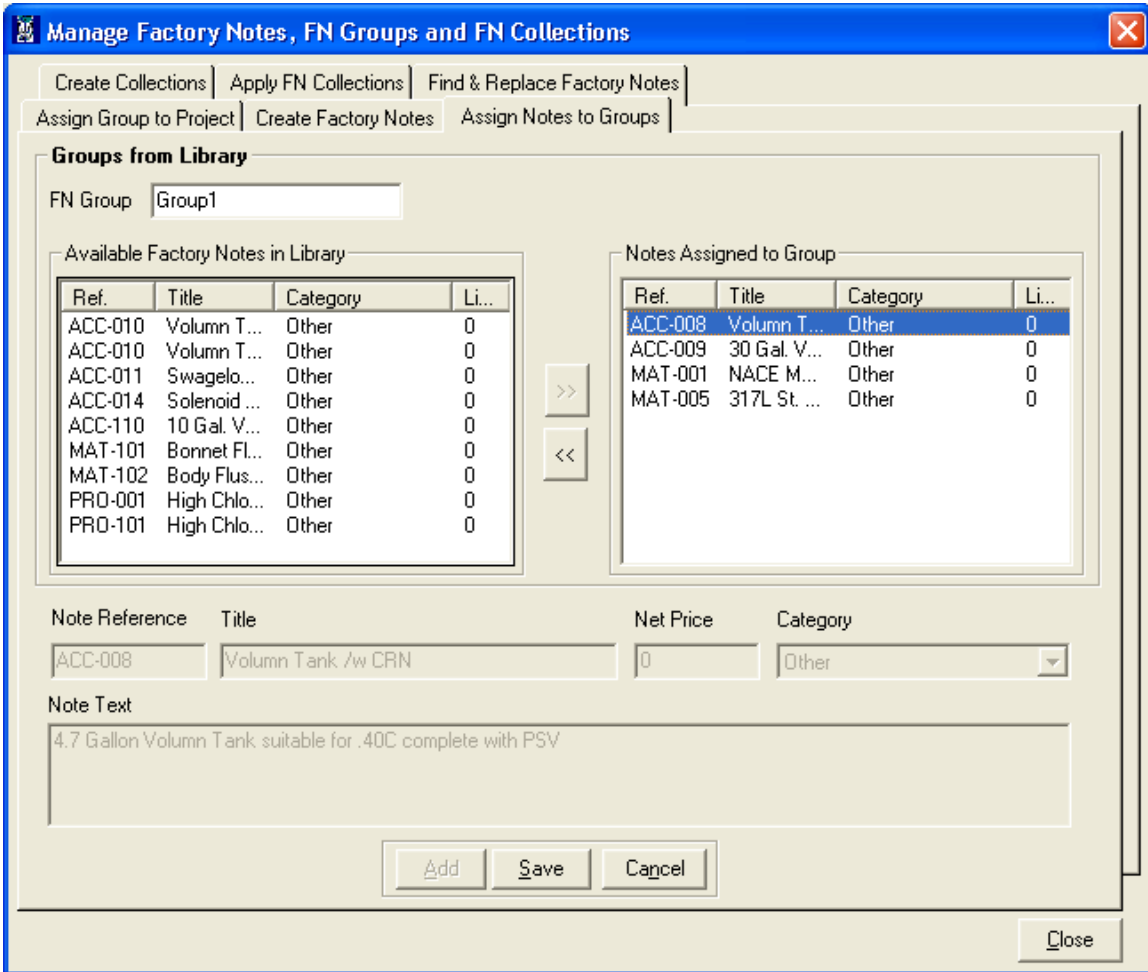 Manage Factory Notes, FN Groups and FN Collections
Create Collections Apply FN Collections Find & Replace Factory Notes
Assign Group to Project Create Factory Notes Assign Notes to Groups
Groups from Library
FN Group Group1
Available Factory Notes in Library
Ref. Title Category Li...
ACC-010 Volumn T... Other 0
ACC-010 Volumn T... Other 0
ACC-011 Swagelo... Other 0
ACC-014 Solenoid ... Other 0
ACC-110 10 Gal. V... Other 0
MAT-101 Bonnet Fl... Other 0
MAT-102 Body Flus... Other 0
PRO-001 High Chlo... Other 0
PRO-101 High Chlo... Other 0
>>
<<
Notes Assigned to Group
Ref. Title Category Li...
ACC-008 Volumn T... Other 0
ACC-009 30 Gal. V... Other 0
MAT-001 NACE M... Other 0
MAT-005 317L St. ... Other 0
Note Reference Title Net Price Category
ACC-008 Volumn Tank /w CRN 0 Other
Note Text
4.7 Gallon Volumn Tank suitable for .40C complete with PSV
Add Save Cancel
Close